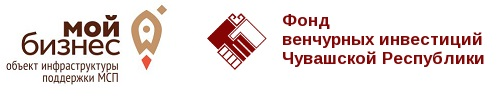 мой
бизнес
объект инфраструктуры
поддержки МСП
Фонд
венчурных инвестиций
Чувашской Республики